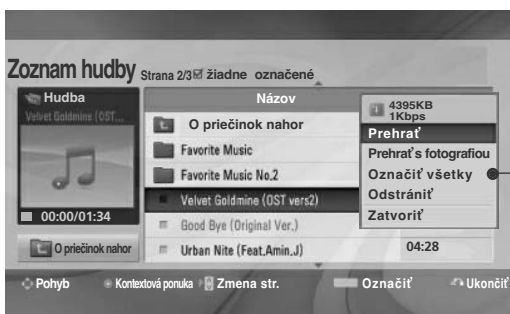 Zoznam hudby Strana 2/3 žiadne označené
Hudba
Velvet Goldmine (OST...
00:00/01:34
O priečinok nahor
Názov
O priečinok nahor
Favorite Music
Favorite Music No.2
Velvet Goldmine (OST vers2)
Good Bye (Original Ver.)
Urban Nite (Feat.Amin.J) 04:28
4395KB
1Kbps
Prehrať
Prehrať s fotografiou
Označiť všetky
Odstrániť
Zatvoriť
Pohyb Kontextová ponuka Zmena str. Označiť Ukončiť